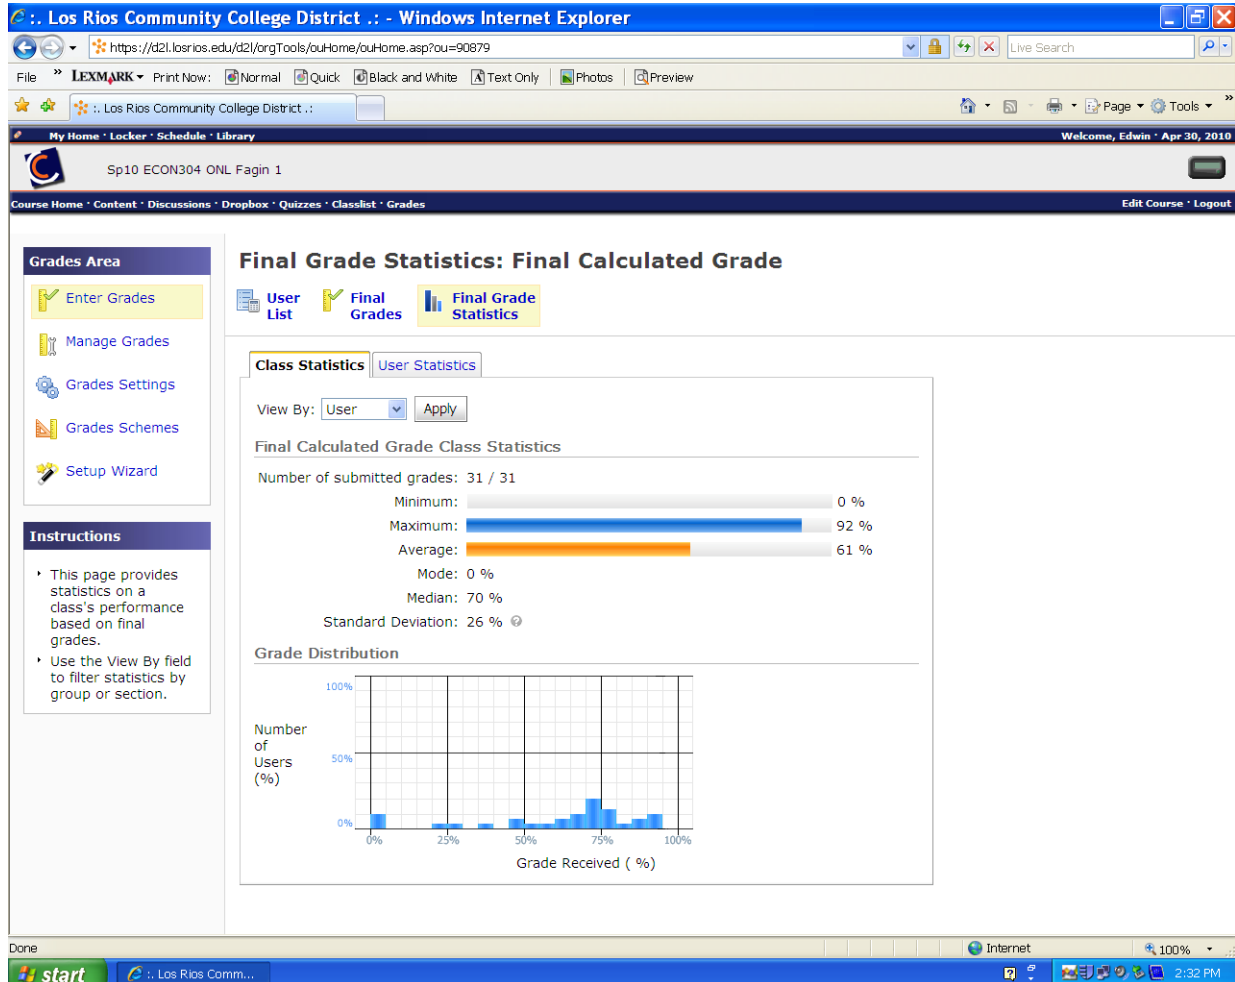 :. Los Rios Community College District .: - Windows Internet Explorer
https://d2l.losrios.edu/d2l/orgTools/ouHome/ouHome.asp?ou=90879
Live Search
File » LEXMARK Print Now: Normal Quick Black and White Text Only Photos Preview
:. Los Rios Community College District .:
Page Tools »
My Home · Locker · Schedule · Library
Welcome, Edwin · Apr 30, 2010
Sp10 ECON304 ONL Fagin 1
Course Home · Content · Discussions · Dropbox · Quizzes · Classlist · Grades
Edit Course · Logout
Grades Area
Enter Grades
Manage Grades
Grades Settings
Grades Schemes
Setup Wizard
Instructions
This page provides
statistics on a
class's performance
based on final
grades.
Use the View By field
to filter statistics by
group or section.
Final Grade Statistics: Final Calculated Grade
User
List
Final
Grades
Final Grade
Statistics
Class Statistics
User Statistics
View By: User Apply
Final Calculated Grade Class Statistics
Number of submitted grades: 31 / 31
Minimum: 0 %
Maximum: 92 %
Average: 61 %
Mode: 0 %
Median: 70 %
Standard Deviation: 26 %
Grade Distribution
Number
of
Users
(%)
100%
50%
0%
0% 25% 50% 75% 100%
Grade Received ( %)
Done
Internet
100%
start
:. Los Rios Comm...
2:32 PM